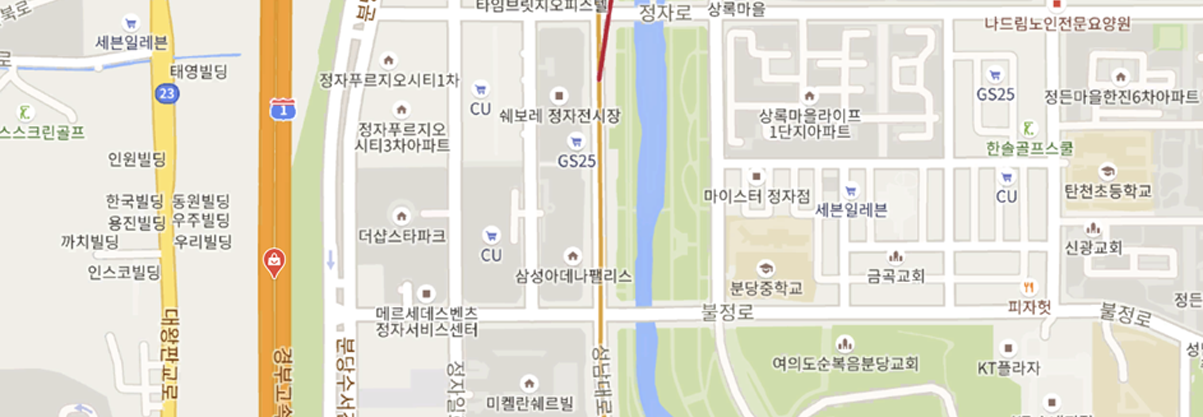 타임브릿지오피스텔
정자로
상록마을
나드림노인전문요양원
세븐일레븐
태영빌딩
23
1
정자푸르지오시티1차
CU
쉐보레 정자전시장
정자푸르지오
시티3차아파트
GS25
상록마을라이프
1단지아파트
GS25
정든마을한진6차아파트
스스크린골프
한솔골프스쿨
인원빌딩
한국빌딩
동원빌딩
용진빌딩
우주빌딩
까치빌딩
우리빌딩
인스코빌딩
마이스터 정자점
세븐일레븐
CU
탄천초등학교
더샵스타파크
CU
삼성아데나팰리스
신광교회
분당중학교
금곡교회
메르세데스벤츠
정자서비스센터
불정로
피자헛
불정로
정든
대왕판교로
경부고속
분당수서
정자일
성남대로
여의도순복음분당교회
KT플라자
미켈란쉐르빌